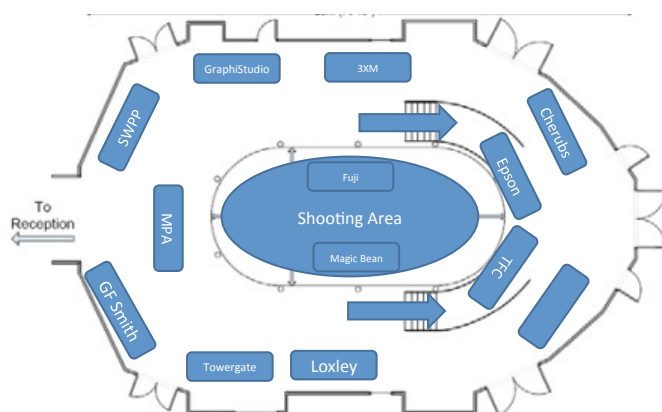 GraphiStudio
3XM
SWPP
Cherubs
Epson
Fuji
To
Reception
MPA
Shooting Area
Magic Bean
TFC
GF Smith
Towergate
Loxley